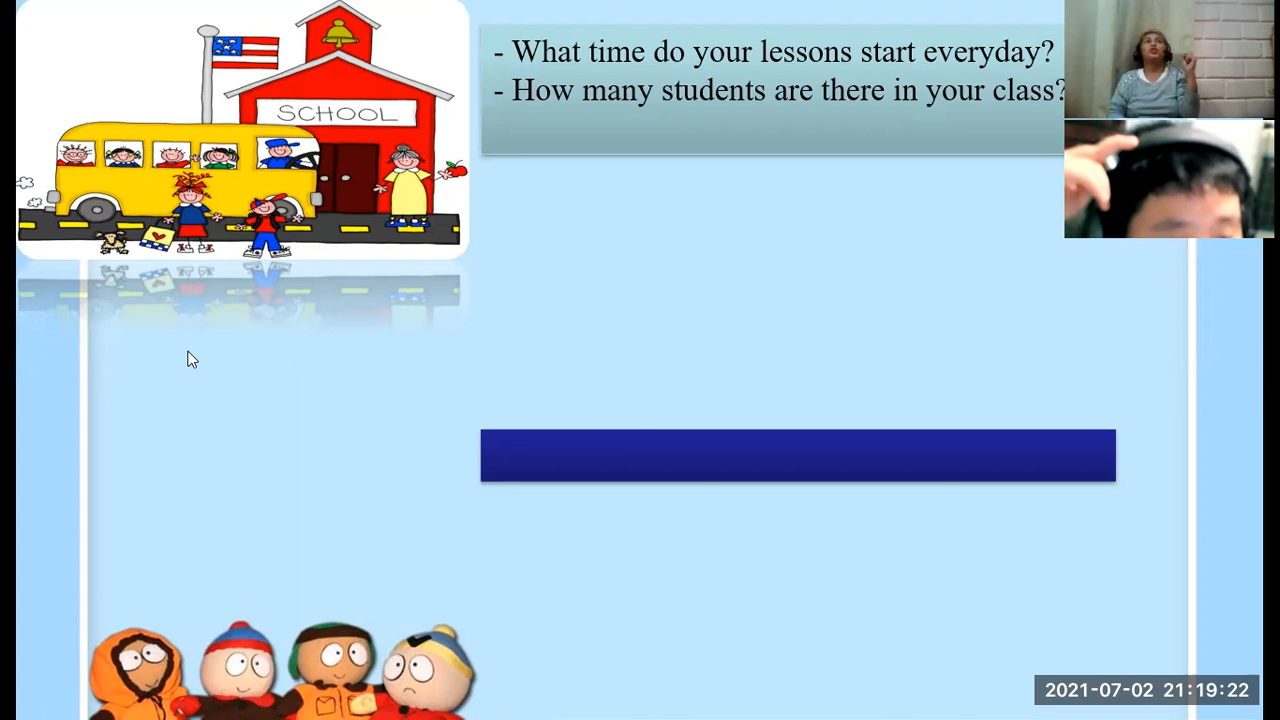 - What time do your lessons start everyday?
- How many students are there in your class?
SCHOOL
2021-07-02 21:19:22